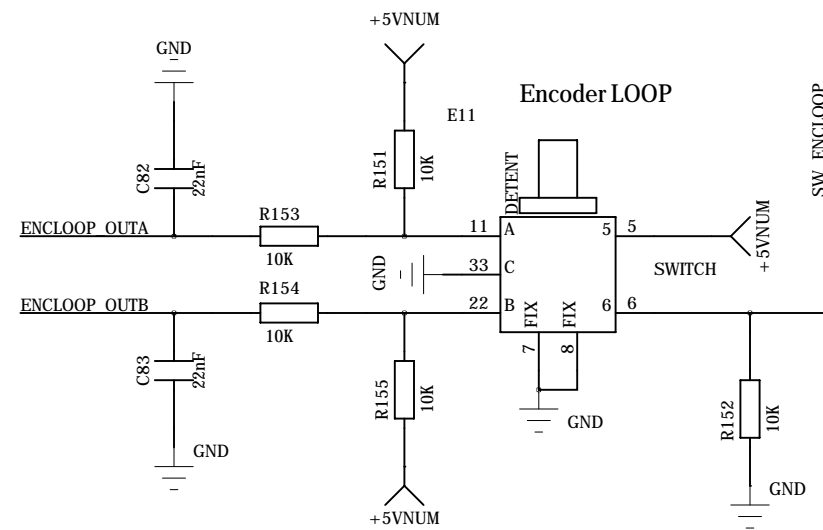 +5VNUM
GND
Encoder LOOP
E11
SW_ENCLOOP
C82
22nF
R151
10K
DETENT
R153
ENCLOOP_OUTA
10K
11
A
5
5
+5VNUM
GND
33
C
SWITCH
R154
ENCLOOP_OUTB
10K
22
B
6
6
FIX
FIX
7
8
C83
22nF
R155
10K
GND
R152
10K
GND
GND
+5VNUM